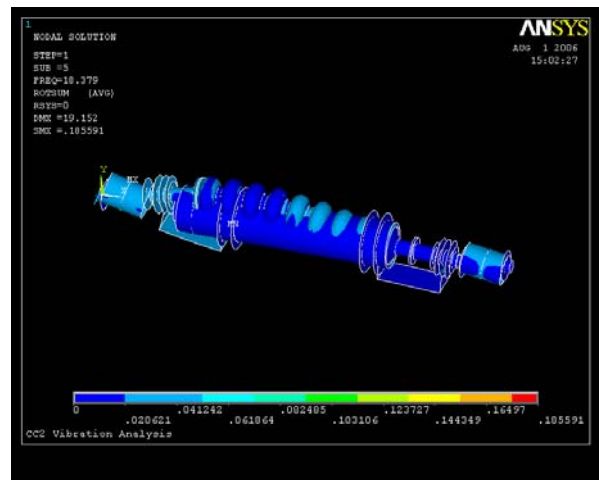 1
NODAL SOLUTION
STEP=1
SUB =5
FREQ=18.379
ROTSUM (AVG)
RSYS=0
DMX =19.152
SMX =.185591
ANSYS
AUG 1 2006
15:02:27
Y
MX
MN
0 .041242 .082485 .123727 .16497
.020621 .061864 .103106 .144349 .185591
CC2 Vibration Analysis